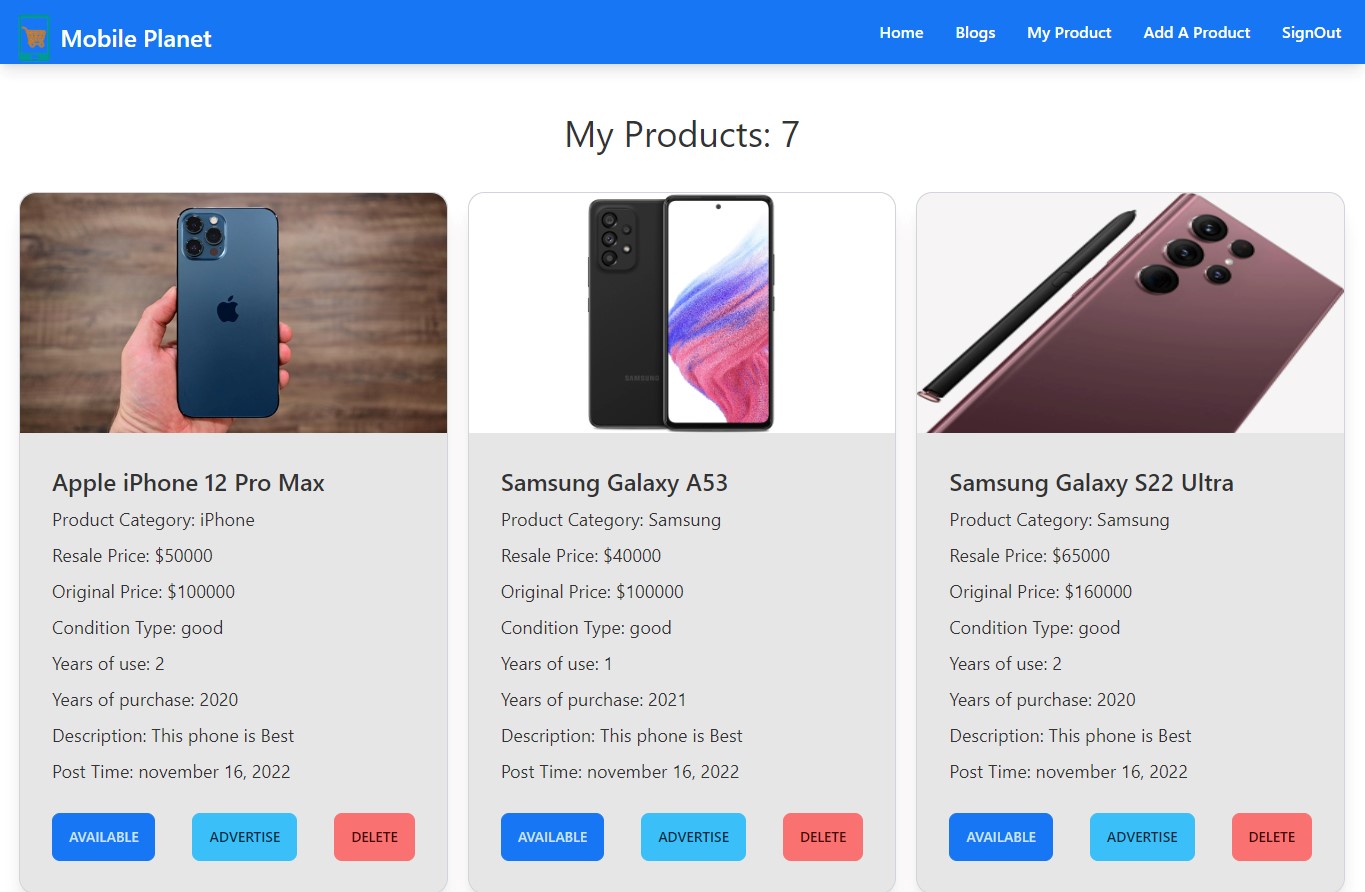 Mobile Planet
Home Blogs My Product Add A Product SignOut
My Products: 7
SAMSUNG
Apple iPhone 12 Pro Max
Product Category: iPhone
Resale Price: $50000
Original Price: $100000
Condition Type: good
Years of use: 2
Years of purchase: 2020
Description: This phone is Best
Post Time: november 16, 2022
AVAILABLE ADVERTISE DELETE
Samsung Galaxy A53
Product Category: Samsung
Resale Price: $40000
Original Price: $100000
Condition Type: good
Years of use: 1
Years of purchase: 2021
Description: This phone is Best
Post Time: november 16, 2022
AVAILABLE ADVERTISE DELETE
Samsung Galaxy S22 Ultra
Product Category: Samsung
Resale Price: $65000
Original Price: $160000
Condition Type: good
Years of use: 2
Years of purchase: 2020
Description: This phone is Best
Post Time: november 16, 2022
AVAILABLE ADVERTISE DELETE